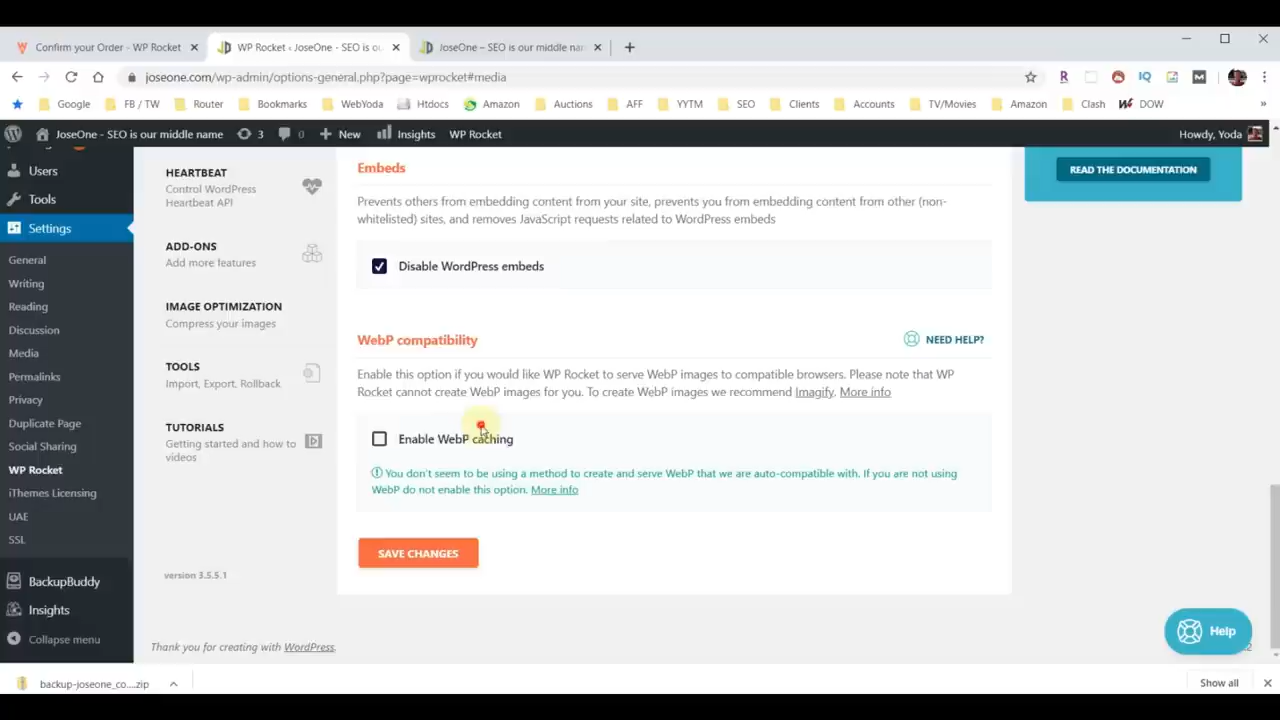 Confirm your Order - WP Rocket
WP Rocket ‹ JoseOne - SEO is ou
JoseOne – SEO is our middle nam
joseone.com/wp-admin/options-general.php?page=wprocket#media
Google FB / TW Router Bookmarks WebYoda Htdocs Amazon Auctions AFF YYTM SEO Clients Accounts TV/Movies Amazon Clash DOW »
JoseOne - SEO is our middle name 3 0 New Insights WP Rocket Howdy, Yoda
Users
Tools
Settings
General
Writing
Reading
Discussion
Media
Permalinks
Privacy
Duplicate Page
Social Sharing
WP Rocket
iThemes Licensing
UAE
SSL
BackupBuddy
Insights
Collapse menu
HEARTBEAT
Control WordPress
Heartbeat API
ADD-ONS
Add more features
IMAGE OPTIMIZATION
Compress your images
TOOLS
Import, Export, Rollback
TUTORIALS
Getting started and how to
videos
version 3.5.5.1
Embeds
Prevents others from embedding content from your site, prevents you from embedding content from other (non-
whitelisted) sites, and removes JavaScript requests related to WordPress embeds
Disable WordPress embeds
WebP compatibility
NEED HELP?
Enable this option if you would like WP Rocket to serve WebP images to compatible browsers. Please note that WP
Rocket cannot create WebP images for you. To create WebP images we recommend Imagify. More info
Enable WebP caching
You don't seem to be using a method to create and serve WebP that we are auto-compatible with. If you are not using
WebP do not enable this option. More info
SAVE CHANGES
READ THE DOCUMENTATION
Help
Thank you for creating with WordPress.
backup-joseone_co....zip
Show all